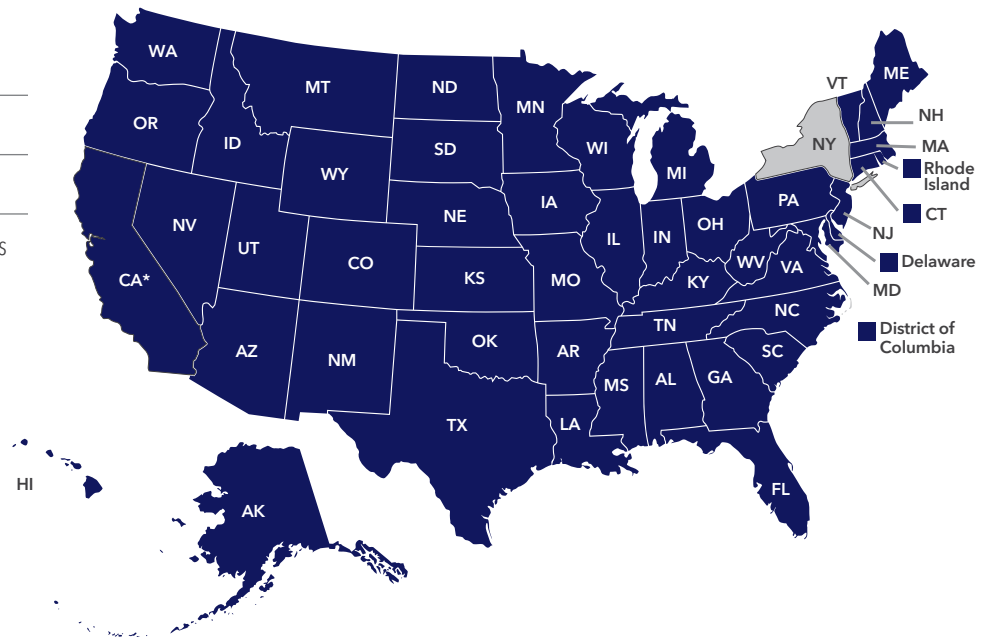 WA
MT
ND
MN
ME
VT
OR
ID
NH
NY
SD
WI
MA
WY
MI
Rhode
Island
NE
IA
PA
CT
NV
OH
NJ
UT
IL
IN
CO
WV
VA
Delaware
CA*
KS
MO
KY
MD
NC
TN
District of
Columbia
AZ
OK
AR
SC
NM
MS
AL
GA
TX
LA
HI
AK
FL
S